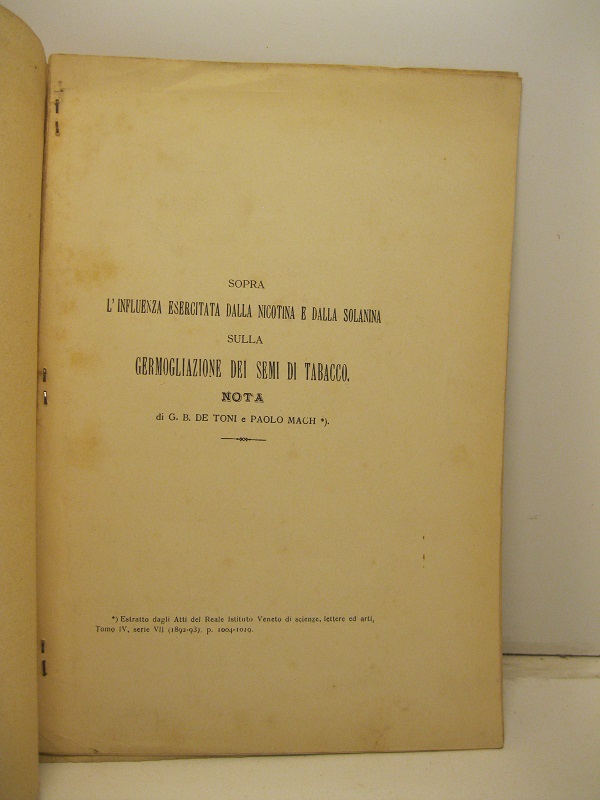 SOPRA
L'INFLUENZA ESERCITATA DALLA NICOTINA E DALLA SOLANINA
SULLA
GERMOGLIAZIONE DEI SEMI DI TABACCO.
NOTA
di G. B. DE TONI e PAOLO MACH *).
*) Estratto dagli Atti del Reale Istituto Veneto di scienze, lettere ed arti,
Tomo IV, serie VII (1892-93). p. 1004-1019.